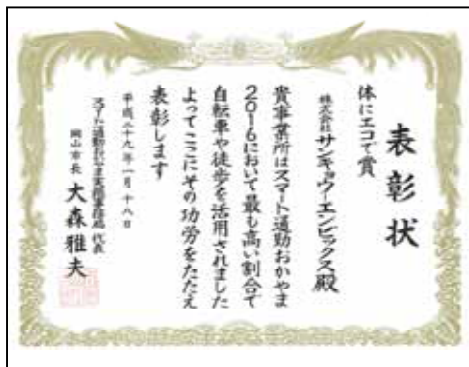 表彰状
体にエコで賞
株式会社サンキョウ-エンビックス殿
貴事業所はスマート通勤おかやま
2016において最も高い割合で
自転車や徒歩を活用されました
よってここにその功労をたたえ
表彰します
平成二十九年一月十八日
スマート通勤おかやま実行委員会 代表
岡山市長 大森雅夫